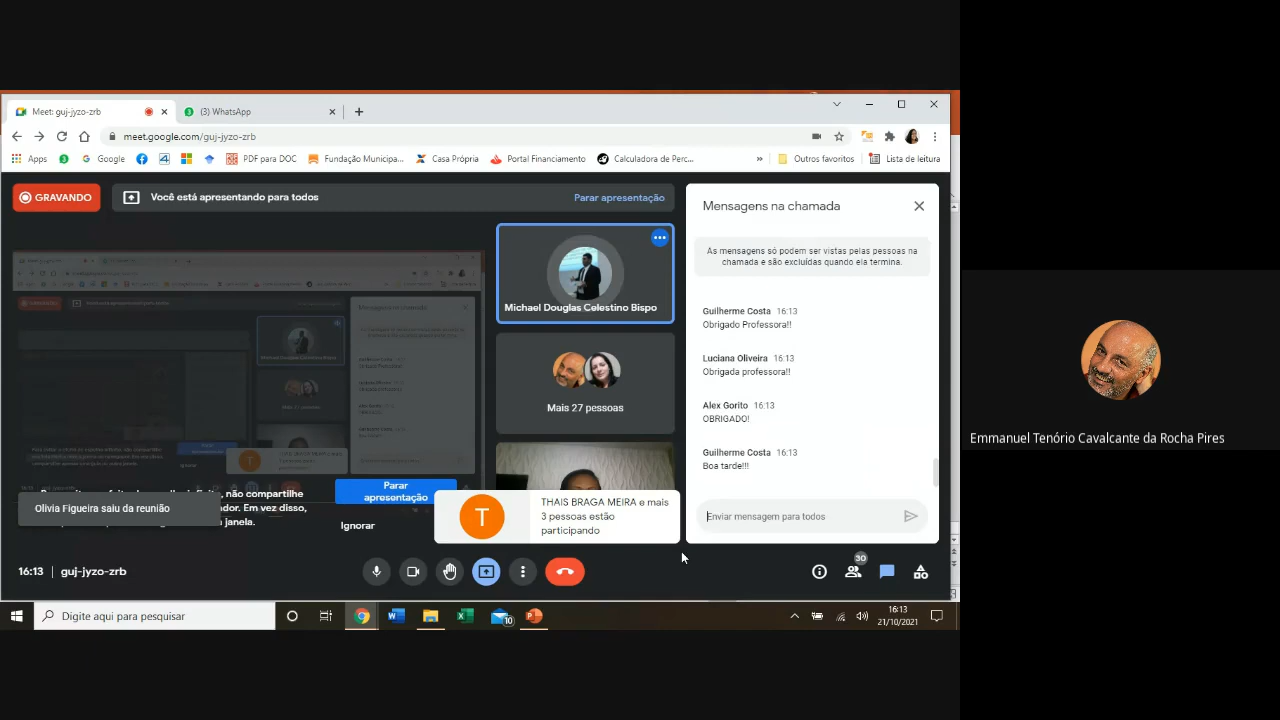 Meet: guj-jyzo-zrb
(3) WhatsApp
meet.google.com/guj-jyzo-zrb
Apps
Google
PDF para DOC
Fundação Municipa...
Casa Própria
Portal Financiamento
Calculadora de Perc...
»
Outros favoritos
Lista de leitura
GRAVANDO
Você está apresentando para todos
Parar apresentação
Mensagens na chamada
As mensagens só podem ser vistas pelas pessoas na
chamada e são excluídas quando ela termina.
Michael Douglas Celestino Bispo
Mais 27 pessoas
Guilherme Costa 16:13
Obrigado Professora!!
Luciana Oliveira 16:13
Obrigada professora!!
Alex Gorito 16:13
OBRIGADO!
Guilherme Costa 16:13
Boa tarde!!!
Enviar mensagem para todos
não compartilhe
Em vez disso,
janela.
Parar
apresentação
Ignorar
Olivia Figueira saiu da reunião
T
THAIS BRAGA MEIRA e mais
3 pessoas estão
participando
16:13 | guj-jyzo-zrb
30
Digite aqui para pesquisar
10
16:13
21/10/2021
Emmanuel Tenório Cavalcante da Rocha Pires